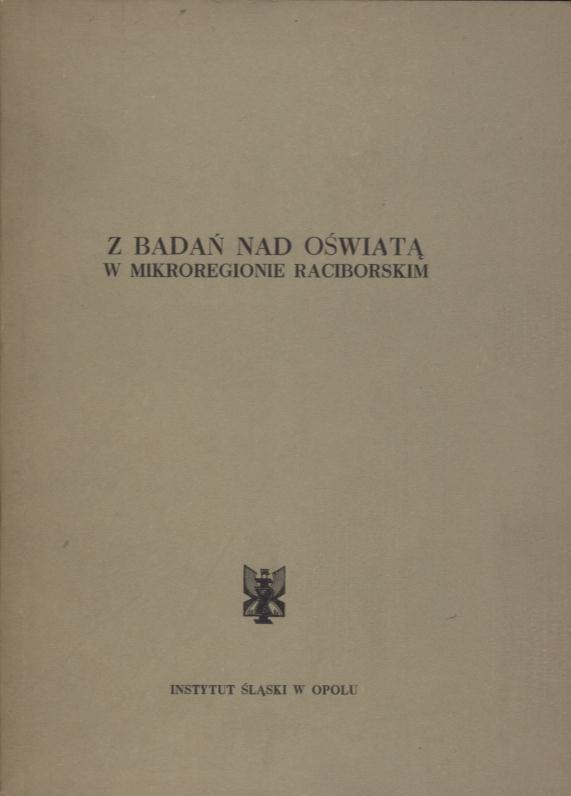 Z BADAŃ NAD OŚWIATĄ
W MIKROREGIONIE RACIBORSKIM
INSTYTUT ŚLĄSKI W OPOLU